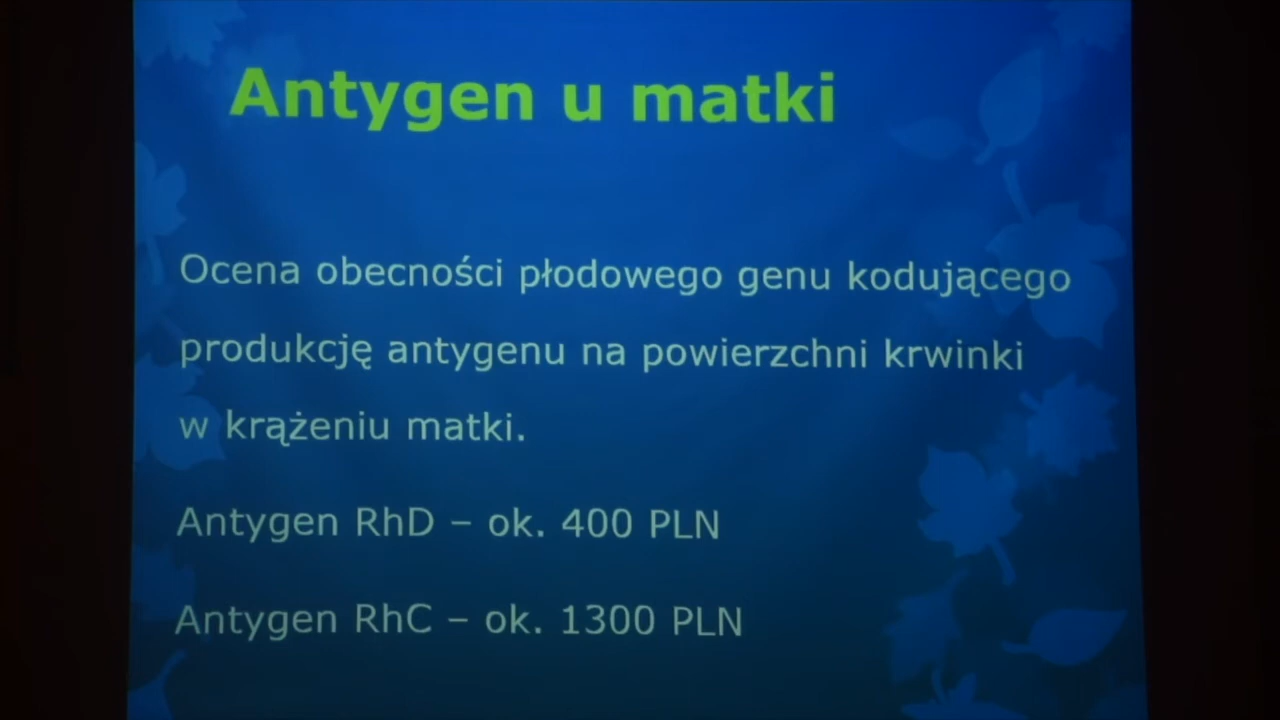 Antygen u matki
Ocena obecności płodowego genu kodującego
produkcję antygenu na powierzchni krwinki
w krążeniu matki.
Antygen RhD – ok. 400 PLN
Antygen RhC – ok. 1300 PLN